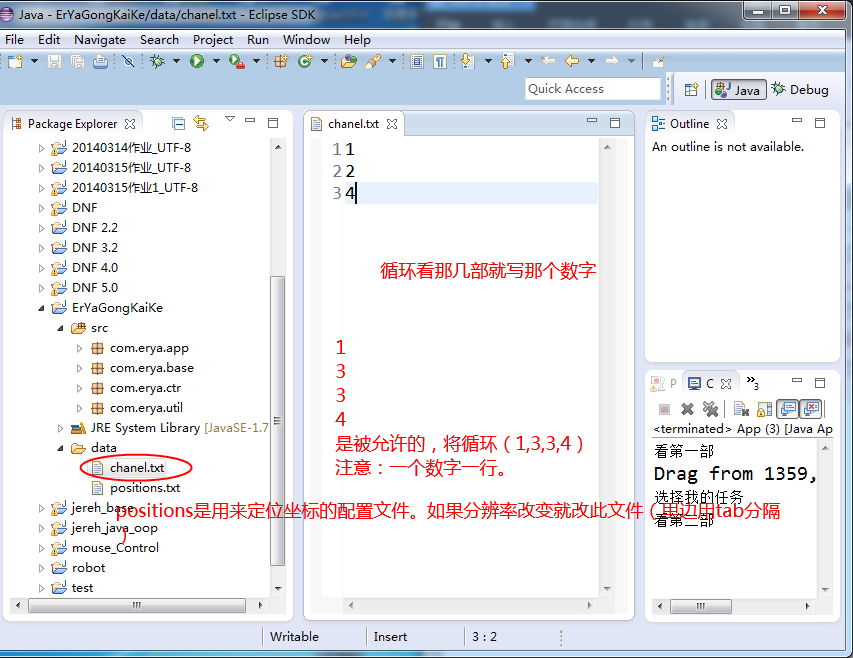 Java - ErYaGongKaiKe/data/chanel.txt - Eclipse SDK
File Edit Navigate Search Project Run Window Help
Quick Access
Java
Debug
Package Explorer
20140314作业_UTF-8
20140315作业_UTF-8
20140315作业1_UTF-8
DNF
DNF 2.2
DNF 3.2
DNF 4.0
DNF 5.0
ErYaGongKaiKe
src
com.erya.app
com.erya.base
com.erya.ctr
com.erya.util
JRE System Library [JavaSE-1.7
data
chanel.txt
positions.txt
jereh_base
jereh_java_oop
mouse_Control
robot
test
chanel.txt
1 1
2 2
3 4
循环看那几部就写那个数字
1
3
3
4
是被允许的，将循环（1,3,3,4）
注意：一个数字一行。
positions是用来定位坐标的配置文件。如果分辨率改变就改此文件（里边用tab分隔
）
Outline
An outline is not available.
P
C
»3
<terminated> App (3) [Java Ap
看第一部
Drag from 1359,
选择我的任务
看第三部
Writable
Insert
3 : 2